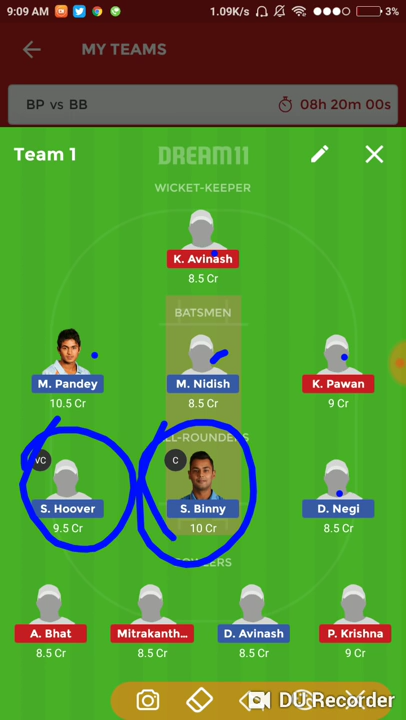 9:09 AM 1.09K/s 3%
MY TEAMS
BP vs BB 08h 20m 00s
Team 1 DREAM11
WICKET-KEEPER
K. Avinash
8.5 Cr
BATSMEN
M. Pandey M. Nidish K. Pawan
10.5 Cr 8.5 Cr 9 Cr
LL-ROUNDERS
VC C
S. Hoover S. Binny D. Negi
9.5 Cr 10 Cr 8.5 Cr
OWLERS
A. Bhat Mitrakanth... D. Avinash P. Krishna
8.5 Cr 8.5 Cr 8.5 Cr 9 Cr
DU Recorder